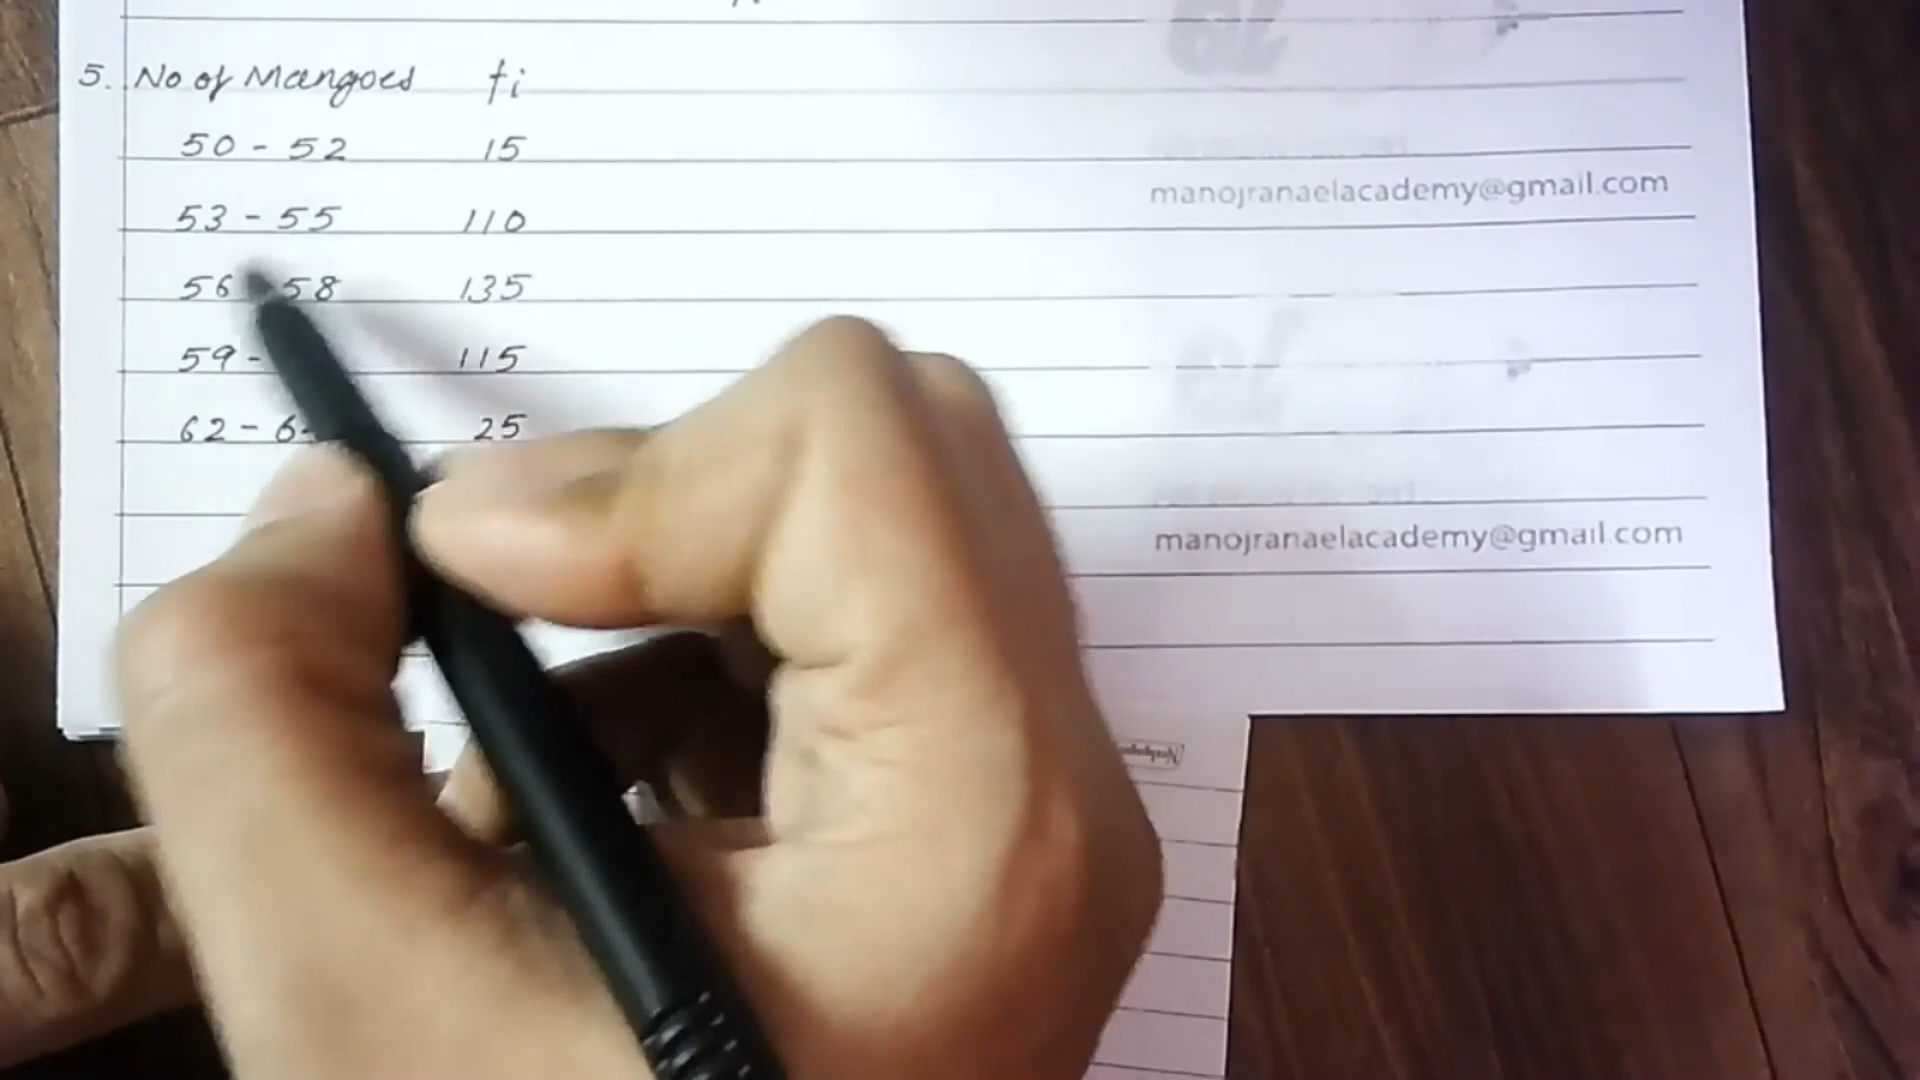 5. No of Mangoes fi
50 - 52 15
manojranaelacademy@gmail.com
53 - 55 110
56 58 135
59 - 115
62 - 6 25
manojranaelacademy@gmail.com